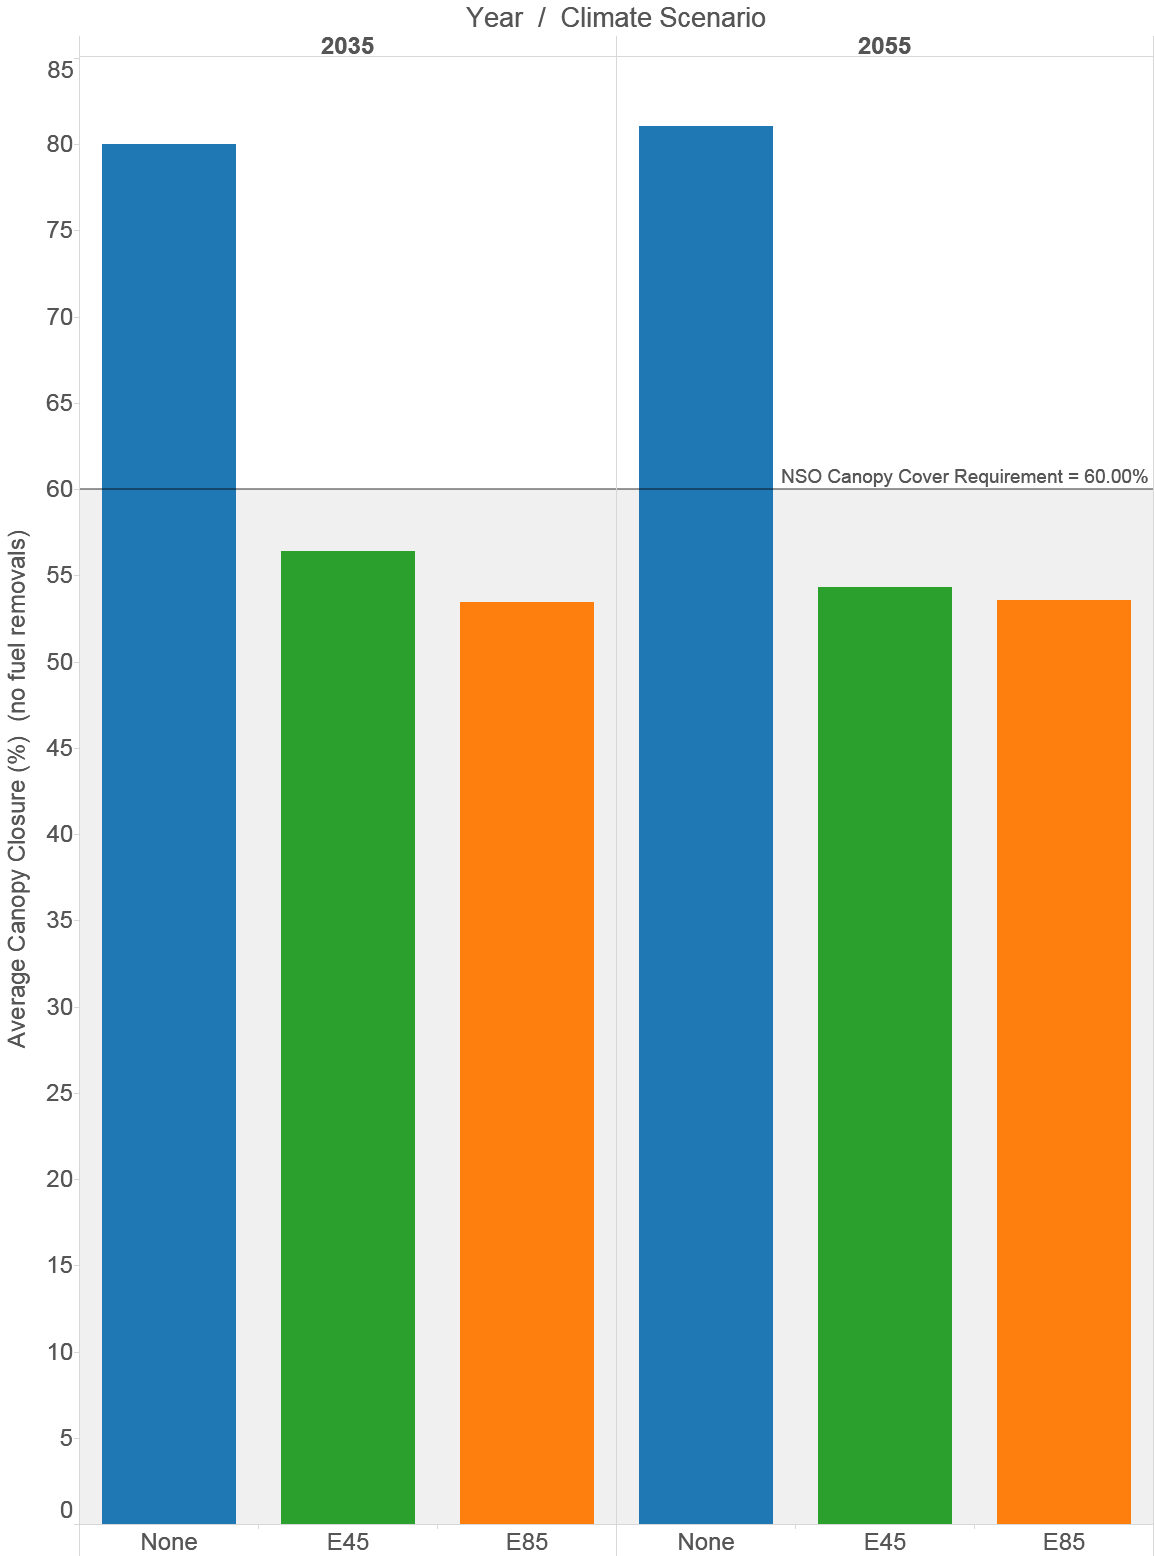 Year / Climate Scenario
2035
2055
85
80
75
70
65
60
55
50
45
40
35
30
25
20
15
10
5
0
Average Canopy Closure (%) (no fuel removals)
NSO Canopy Cover Requirement = 60.00%
None
E45
E85
None
E45
E85